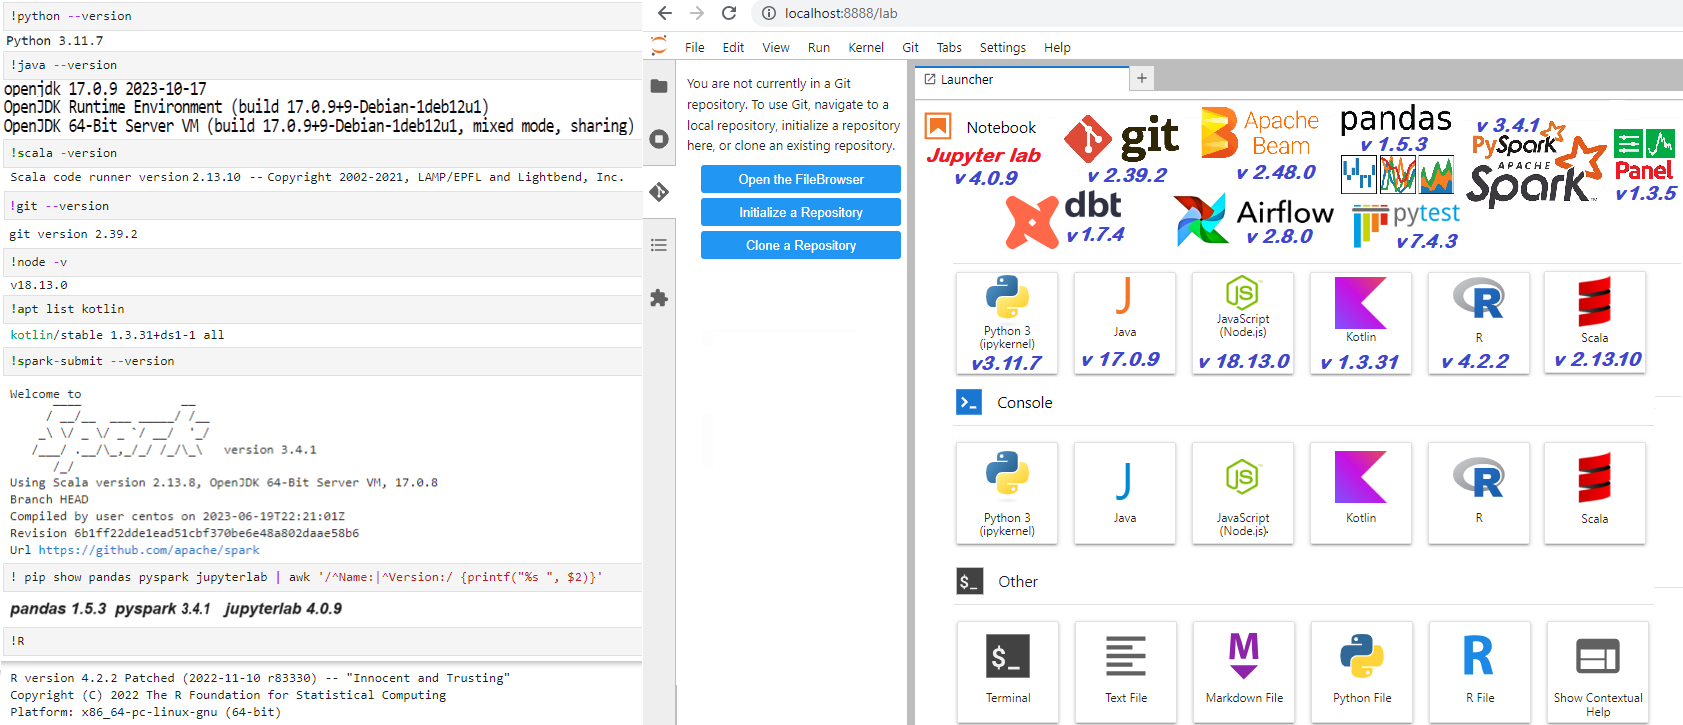 !python --version
Python 3.11.7
!java --version
openjdk 17.0.9 2023-10-17
OpenJDK Runtime Environment (build 17.0.9+9-Debian-1deb12u1)
OpenJDK 64-Bit Server VM (build 17.0.9+9-Debian-1deb12u1, mixed mode, sharing)
!scala -version
Scala code runner version 2.13.10 -- Copyright 2002-2021, LAMP/EPFL and Lightbend, Inc.
!git --version
git version 2.39.2
!node -v
v18.13.0
!apt list kotlin
kotlin/stable 1.3.31+ds1-1 all
!spark-submit --version
Welcome to
version 3.4.1
Using Scala version 2.13.8, OpenJDK 64-Bit Server VM, 17.0.8
Branch HEAD
Compiled by user centos on 2023-06-19T22:21:01Z
Revision 6b1ff22dde1ead51cbf370be6e48a802daae58b6
Url https://github.com/apache/spark
! pip show pandas pyspark jupyterlab | awk '/^Name:|^Version:/ {printf("%s ", $2)}'
pandas 1.5.3 pyspark 3.4.1 jupyterlab 4.0.9
!R
R version 4.2.2 Patched (2022-11-10 r83330) -- "Innocent and Trusting"
Copyright (C) 2022 The R Foundation for Statistical Computing
Platform: x86_64-pc-linux-gnu (64-bit)
localhost:8888/lab
File Edit View Run Kernel Git Tabs Settings Help
You are not currently in a Git
repository. To use Git, navigate to a
local repository, initialize a repository
here, or clone an existing repository.
Open the FileBrowser
Initialize a Repository
Clone a Repository
Launcher
Notebook
Jupyter lab
v 4.0.9
git
v 2.39.2
Apache
Beam
v 2.48.0
pandas
v 1.5.3
v 3.4.1
PySpark
APACHE
Spark™
Panel
v 1.3.5
dbt
v 1.7.4
Airflow
v 2.8.0
pytest
v 7.4.3
Python 3
(ipykernel)
v3.11.7
J
Java
v 17.0.9
JS
JavaScript
(Node.js)
v 18.13.0
Kotlin
v 1.3.31
R
R
v 4.2.2
Scala
v 2.13.10
Console
Python 3
(ipykernel)
J
Java
JS
JavaScript
(Node.js)
Kotlin
R
R
Scala
$_
Other
$_
Terminal
Text File
M
Markdown File
Python File
R
R File
Show Contextual
Help